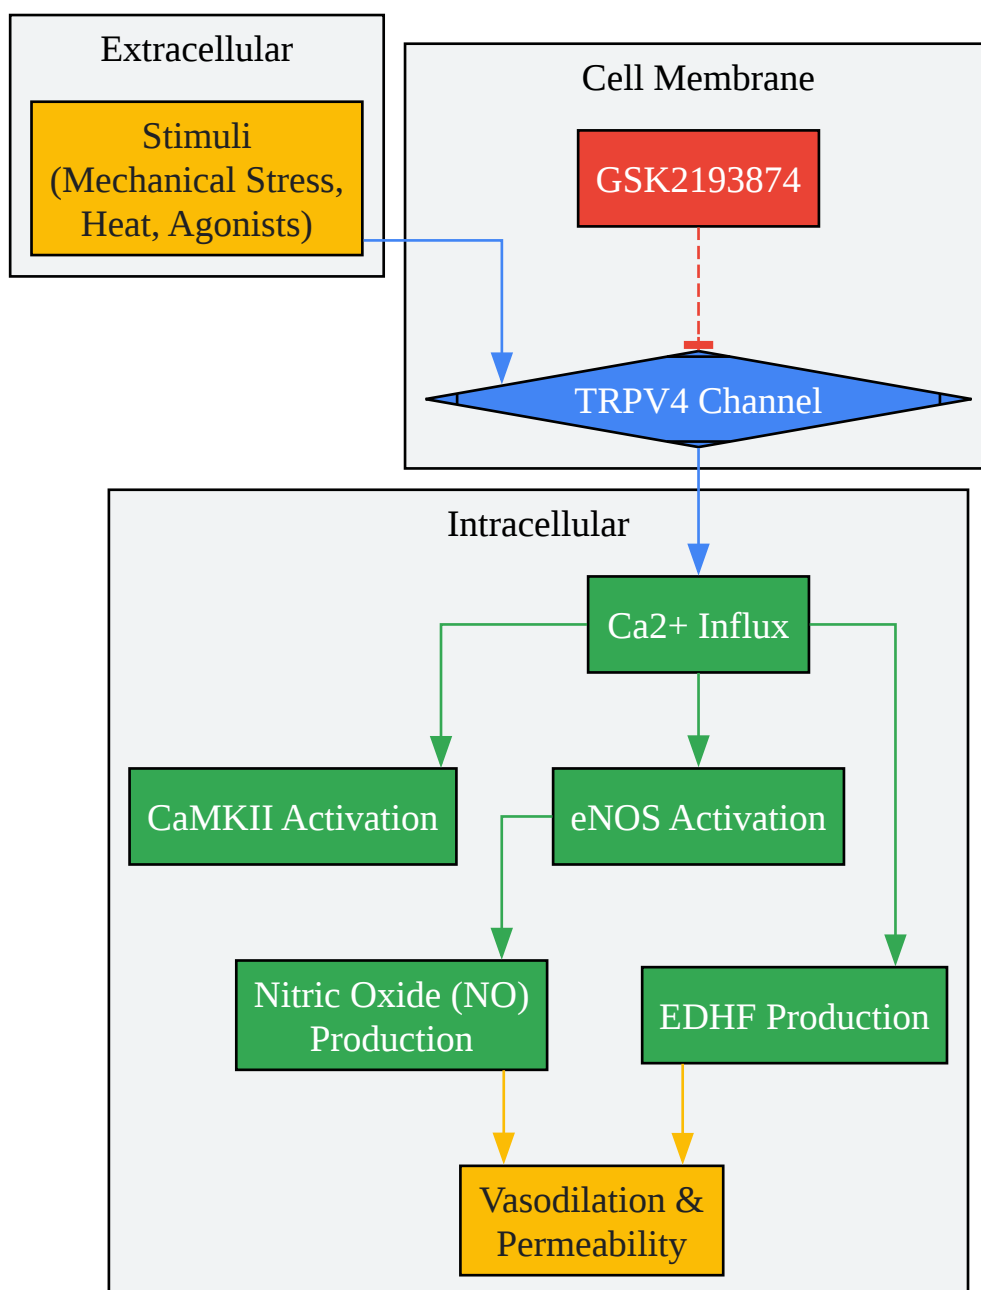 Extracellular
Stimuli
(Mechanical Stress,
Heat, Agonists)
Cell Membrane
GSK2193874
TRPV4 Channel
Intracellular
Ca2+ Influx
CaMKII Activation
eNOS Activation
Nitric Oxide (NO)
Production
EDHF Production
Vasodilation &
Permeability